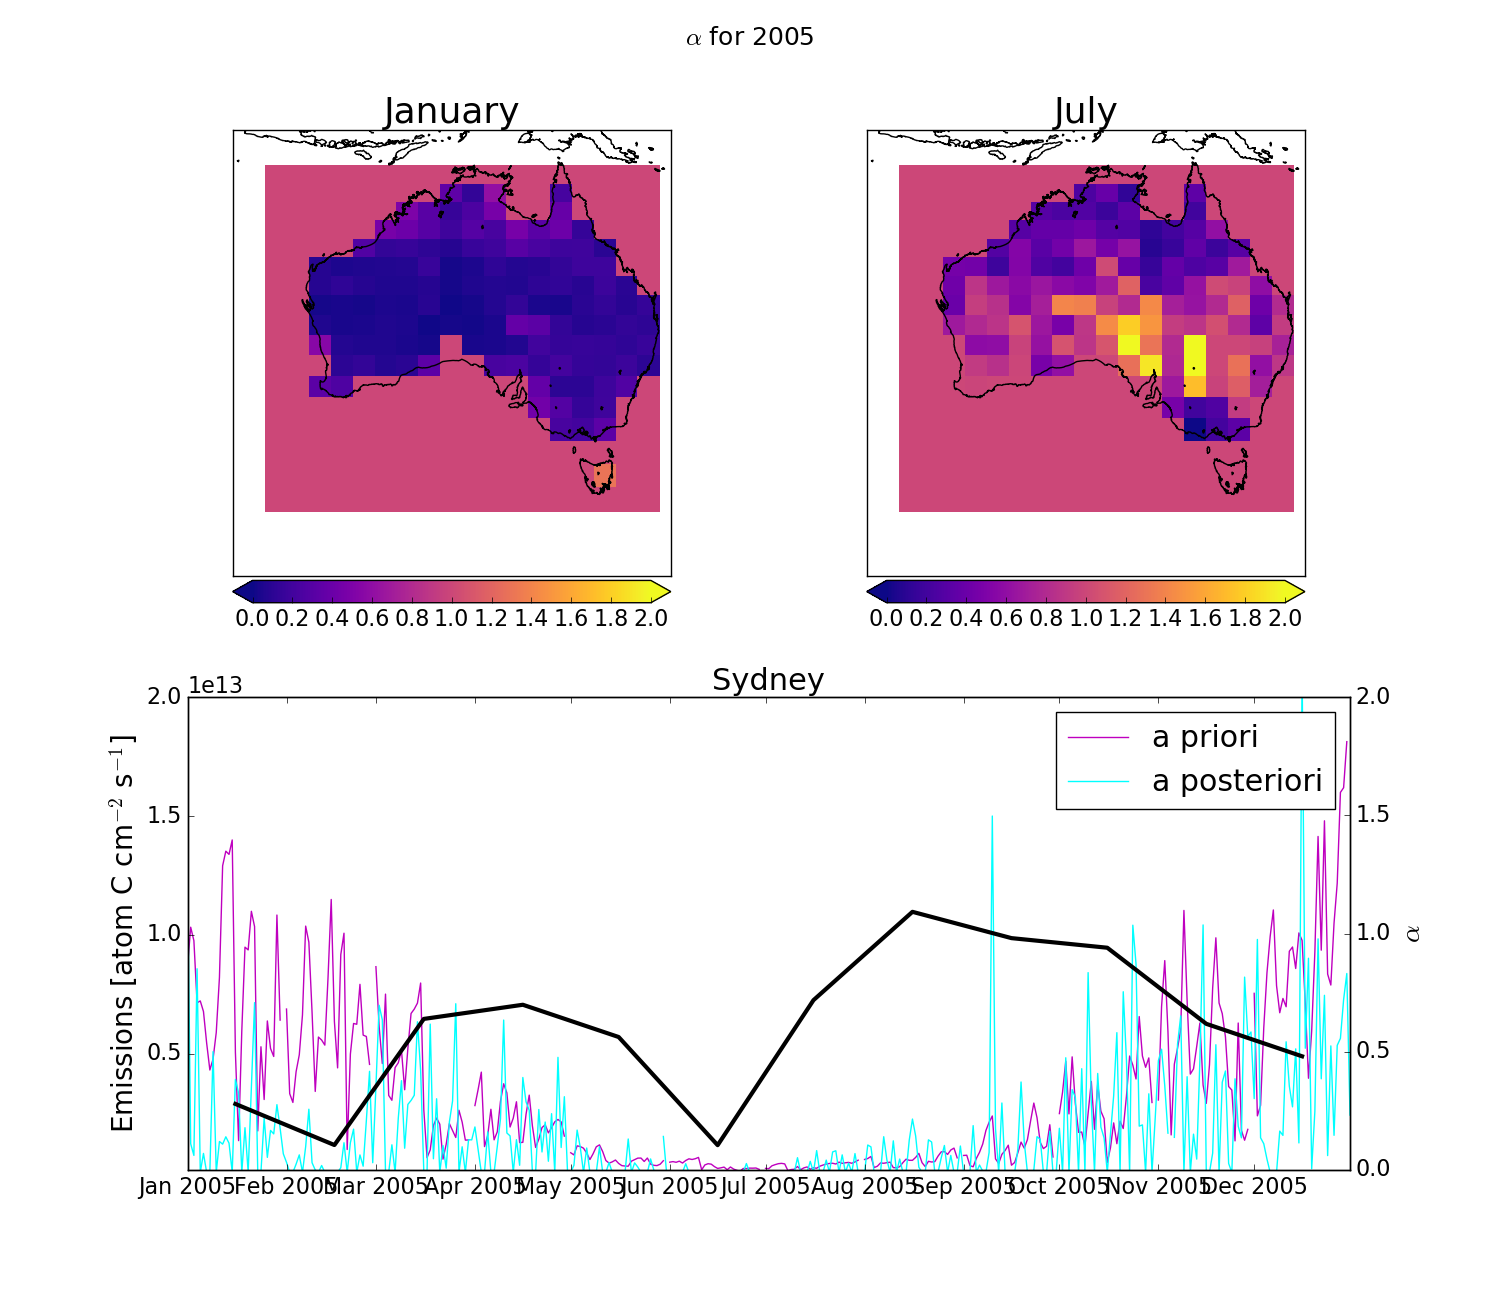 α for 2005
January
July
0.0 0.2 0.4 0.6 0.8 1.0 1.2 1.4 1.6 1.8 2.0
0.0 0.2 0.4 0.6 0.8 1.0 1.2 1.4 1.6 1.8 2.0
Sydney
1e13
2.0
1.5
1.0
0.5
Emissions [atom C cm⁻² s⁻¹]
a priori
a posteriori
2.0
1.5
1.0
0.5
0.0
α
Jan 2005 Feb 2005 Mar 2005 Apr 2005 May 2005 Jun 2005 Jul 2005 Aug 2005 Sep 2005 Oct 2005 Nov 2005 Dec 2005